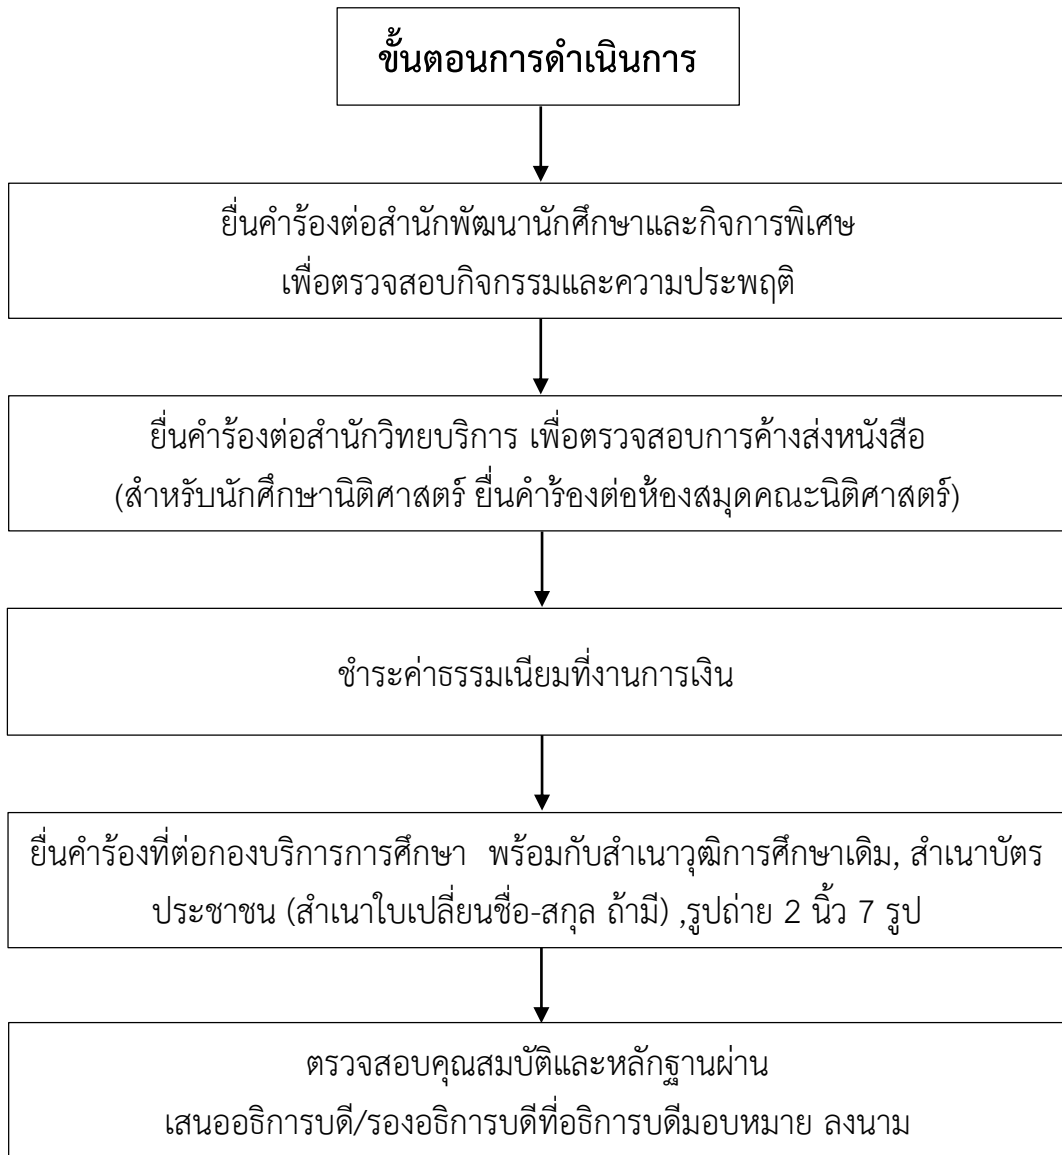 ขั้นตอนการดำเนินการ
ยื่นคำร้องต่อสำนักพัฒนานักศึกษาและกิจการพิเศษ
เพื่อตรวจสอบกิจกรรมและความประพฤติ
ยื่นคำร้องต่อสำนักวิทยบริการ เพื่อตรวจสอบการค้างส่งหนังสือ
(สำหรับนักศึกษานิติศาสตร์ ยื่นคำร้องต่อห้องสมุดคณะนิติศาสตร์)
ชำระค่าธรรมเนียมที่งานการเงิน
ยื่นคำร้องที่ต่อกองบริการการศึกษา พร้อมกับสำเนาวุฒิการศึกษาเดิม, สำเนาบัตร
ประชาชน (สำเนาใบเปลี่ยนชื่อ-สกุล ถ้ามี) ,รูปถ่าย 2 นิ้ว 7 รูป
ตรวจสอบคุณสมบัติและหลักฐานผ่าน
เสนออธิการบดี/รองอธิการบดีที่อธิการบดีมอบหมาย ลงนาม